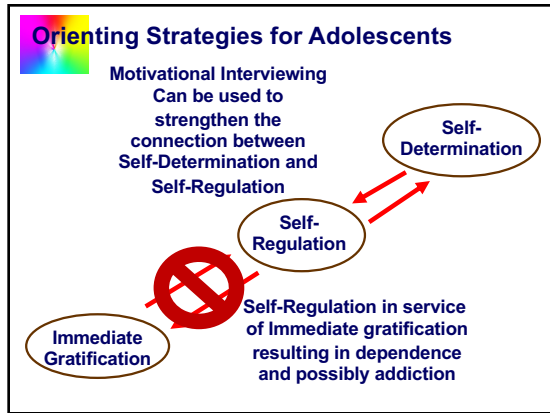 Orienting Strategies for Adolescents
Motivational Interviewing
Can be used to
strengthen the
connection between
Self-Determination and
Self-Regulation
Self-
Determination
Self-
Regulation
Immediate
Gratification
Self-Regulation in service
of Immediate gratification
resulting in dependence
and possibly addiction